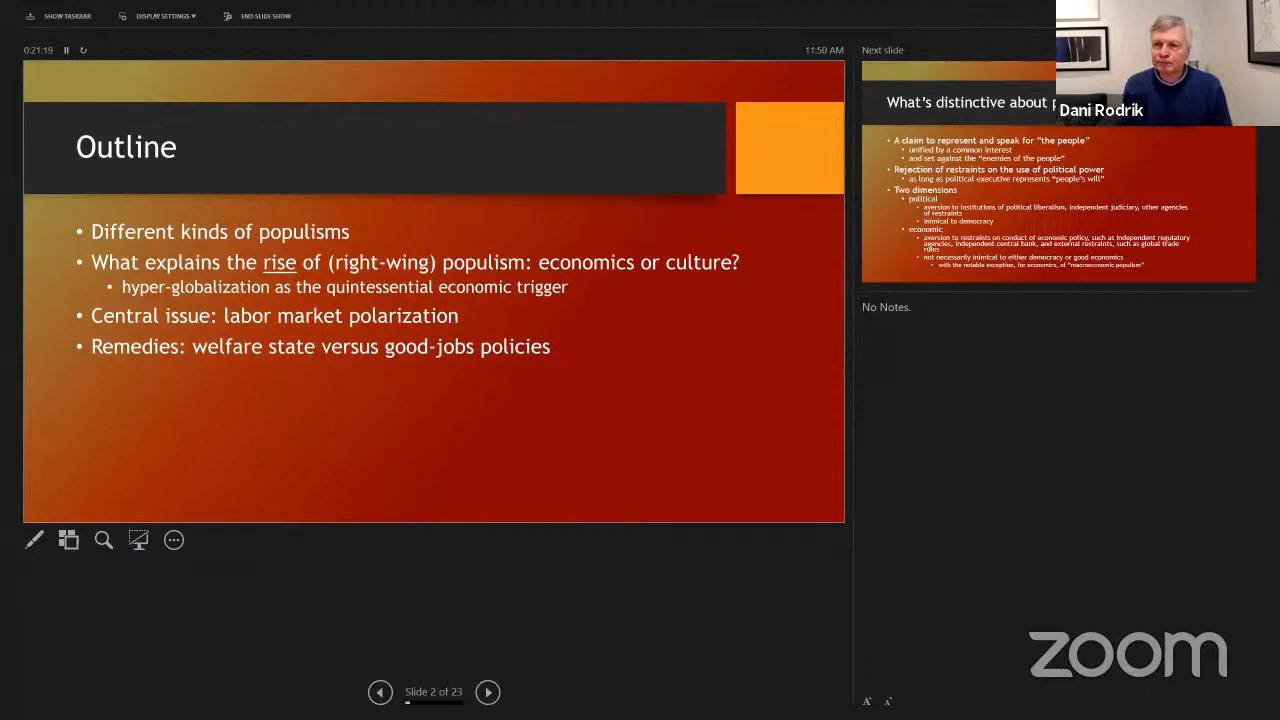 SHOW TASKBAR
DISPLAY SETTINGS ▾
END SLIDE SHOW
0:21:19
11:50 AM
Outline
• Different kinds of populisms
• What explains the rise of (right-wing) populism: economics or culture?
• hyper-globalization as the quintessential economic trigger
• Central issue: labor market polarization
• Remedies: welfare state versus good-jobs policies
Slide 2 of 23
Next slide
What's distinctive about
• A claim to represent and speak for “the people”
• unified by a common interest
• and set against the “enemies of the people”
• Rejection of restraints on the use of political power
• as long as political executive represents “people's will”
• Two dimensions
• political
• aversion to institutions of political liberalism, independent judiciary, other agencies
of restraints
• inimical to democracy
• economic
• aversion to restraints on conduct of economic policy, such as independent regulatory
agencies, independent central bank, and external restraints, such as global trade
rules
• not necessarily inimical to either democracy or good economics
• with the notable exception, for economics, of “macroeconomic populism”
No Notes.
A A
Dani Rodrik
zoom